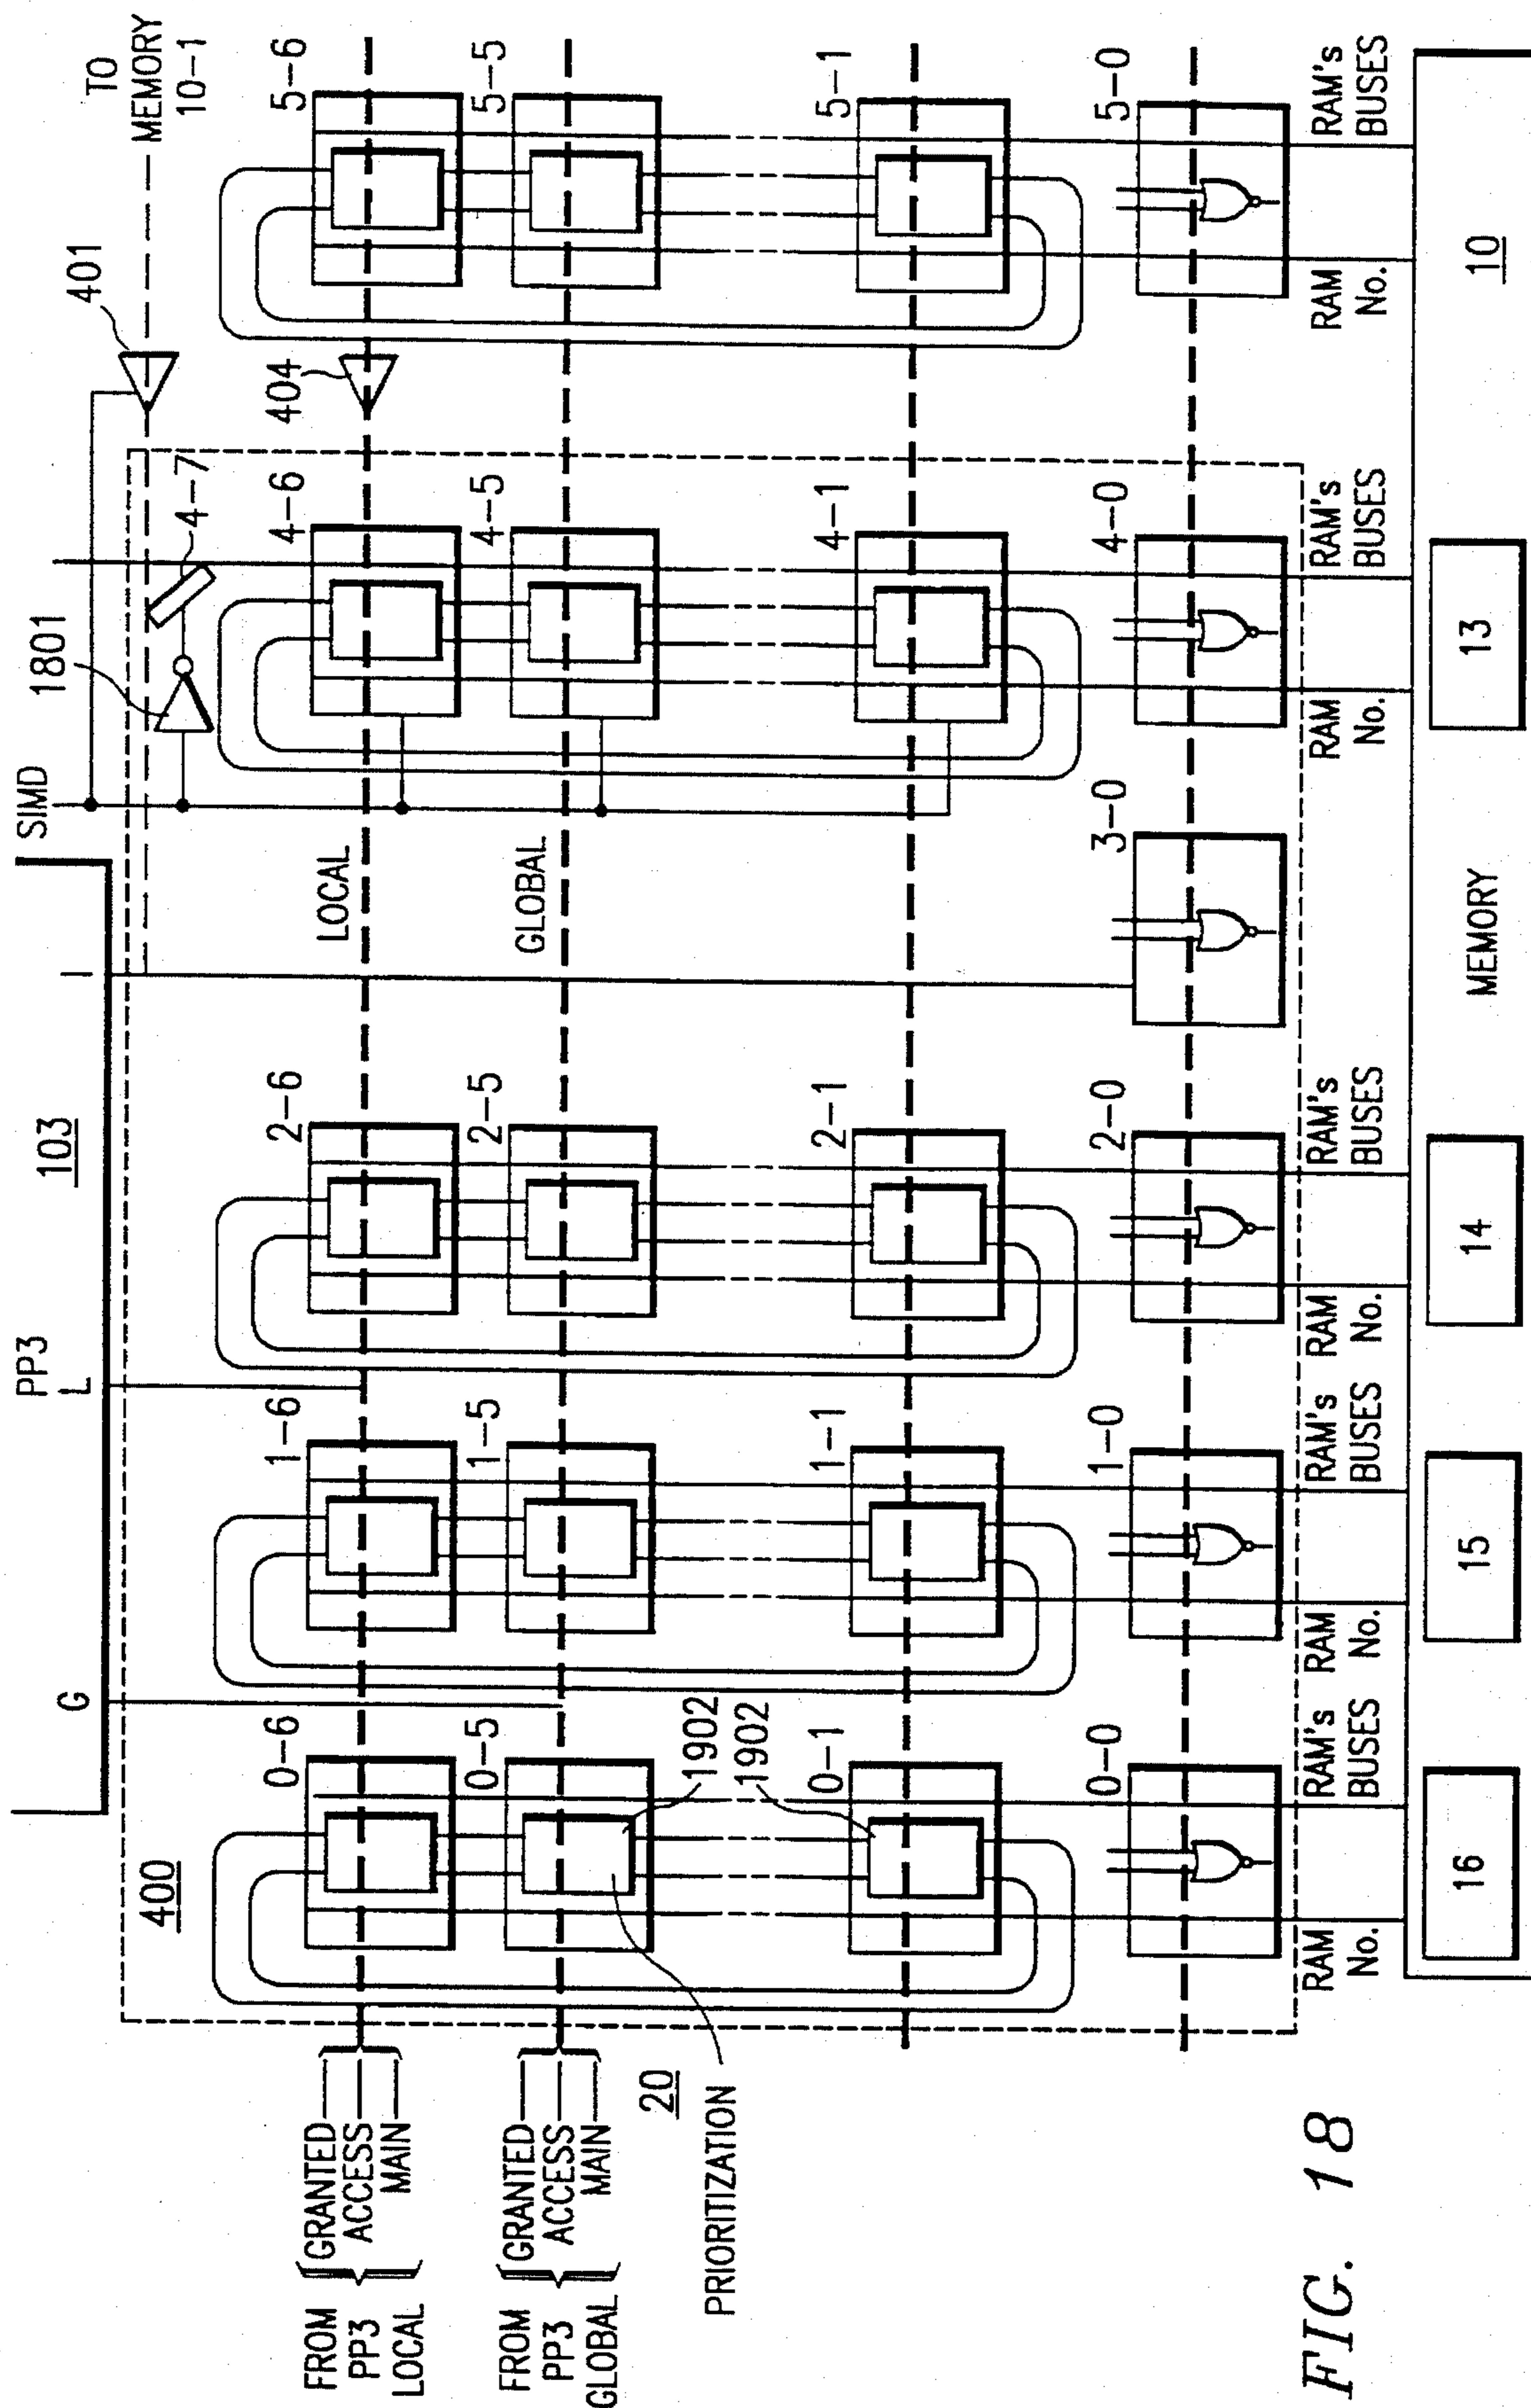 103
PP3
G
L
I
SIMD
1801
4-7
401
TO
MEMORY
10-1
400
LOCAL
404
GLOBAL
0-6
1-6
2-6
4-6
5-6
0-5
1-5
2-5
4-5
5-5
1902
1902
0-1
1-1
2-1
4-1
5-1
0-0
1-0
2-0
3-0
4-0
5-0
FROM
PP3
LOCAL
GRANTED
ACCESS
MAIN
FROM
PP3
GLOBAL
GRANTED
ACCESS
MAIN
20
PRIORITIZATION
RAM
No.
RAM's
BUSES
RAM
No.
RAM's
BUSES
RAM
No.
RAM's
BUSES
RAM
No.
RAM's
BUSES
RAM
No.
RAM's
BUSES
16
15
14
MEMORY
13
10
FIG. 18